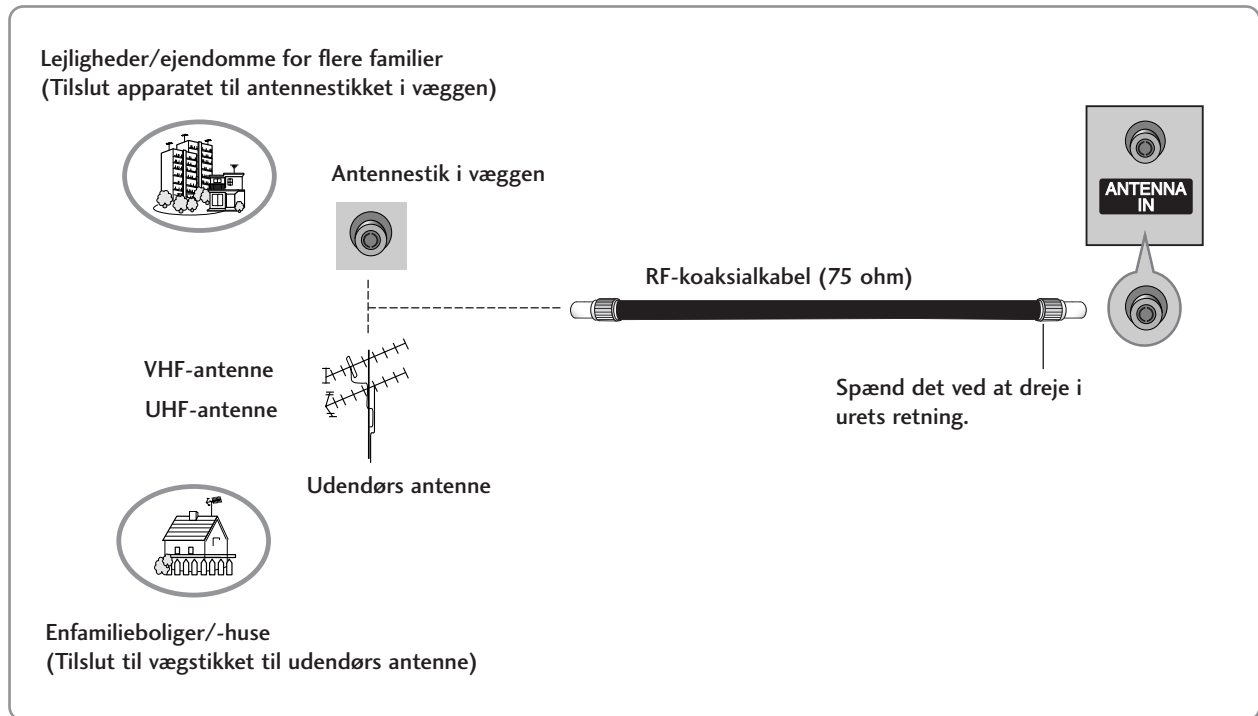 Lejligheder/ejendomme for flere familier
(Tilslut apparatet til antennestikket i væggen)
Antennestik i væggen
ANTENNA
IN
RF-koaksialkabel (75 ohm)
VHF-antenne
UHF-antenne
Spænd det ved at dreje i
urets retning.
Udendørs antenne
Enfamilieboliger/-huse
(Tilslut til vægstikket til udendørs antenne)